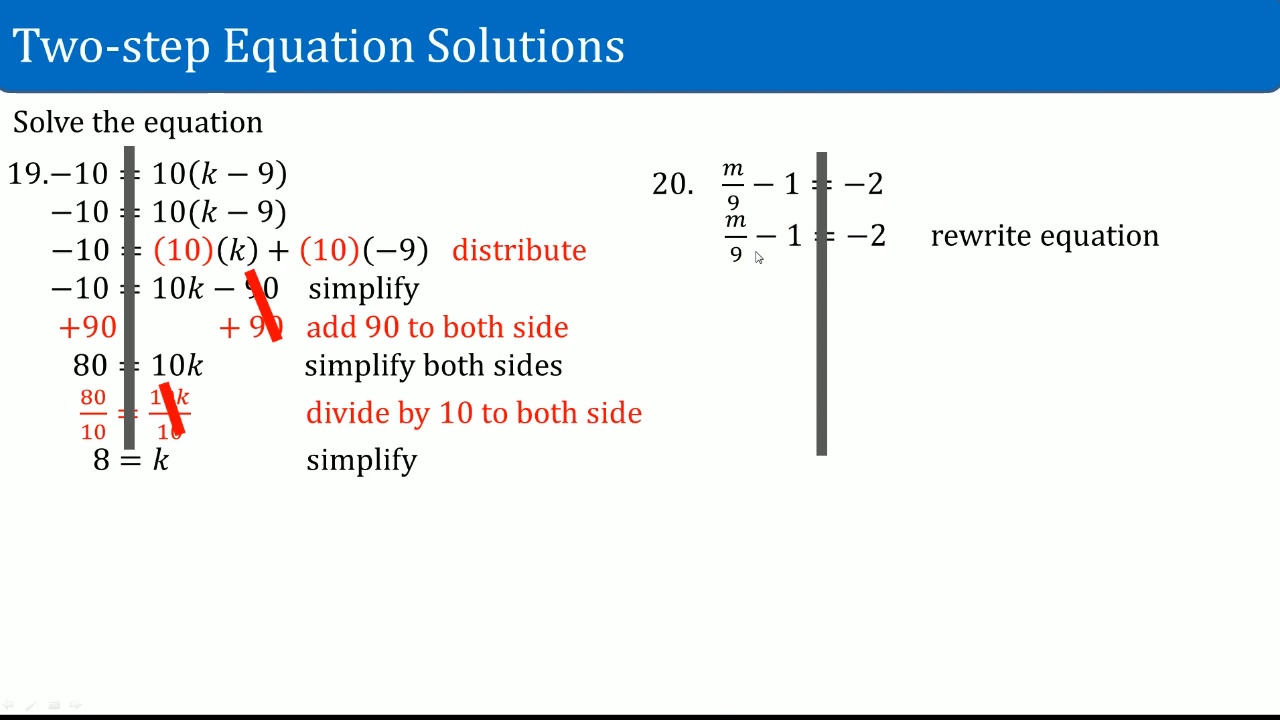 Two-step Equation Solutions
Solve the equation
19. −10 = 10(k − 9)
−10 = 10(k − 9)
−10 = (10)(k) + (10)(−9) distribute
−10 = 10k − 90 simplify
+90 + 90 add 90 to both side
80 = 10k simplify both sides
80/10 = 10k/10 divide by 10 to both side
8 = k simplify
20. m/9 − 1 = −2
m/9 − 1 = −2 rewrite equation